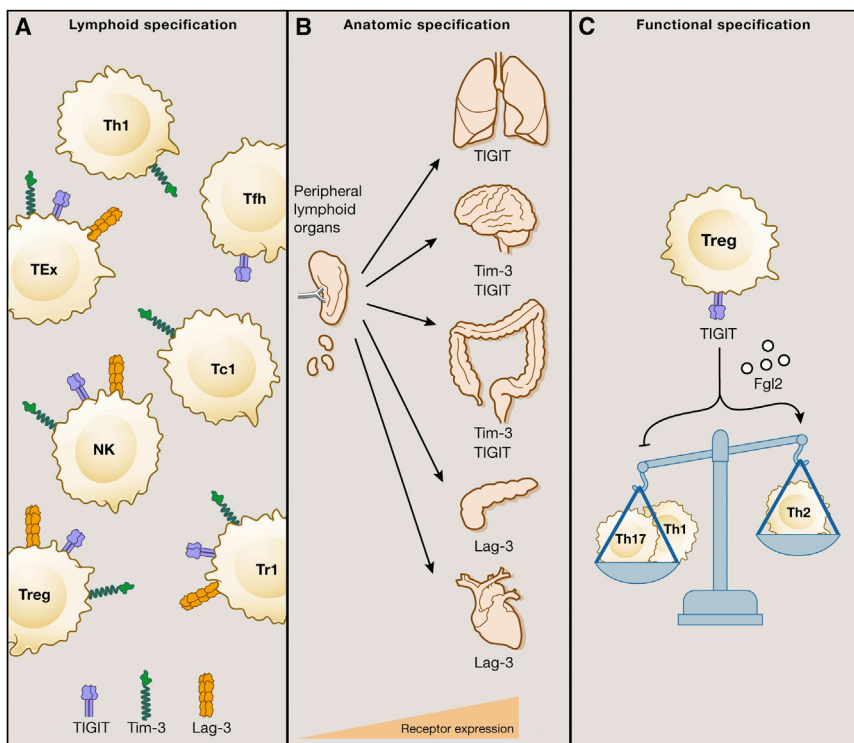 A Lymphoid specification
Th1
Tfh
TEx
Tc1
NK
Treg
Tr1
TIGIT
Tim-3
Lag-3
B Anatomic specification
Peripheral
lymphoid
organs
TIGIT
Tim-3
TIGIT
Tim-3
TIGIT
Lag-3
Lag-3
Receptor expression
C Functional specification
Treg
TIGIT
Fgl2
Th17
Th1
Th2